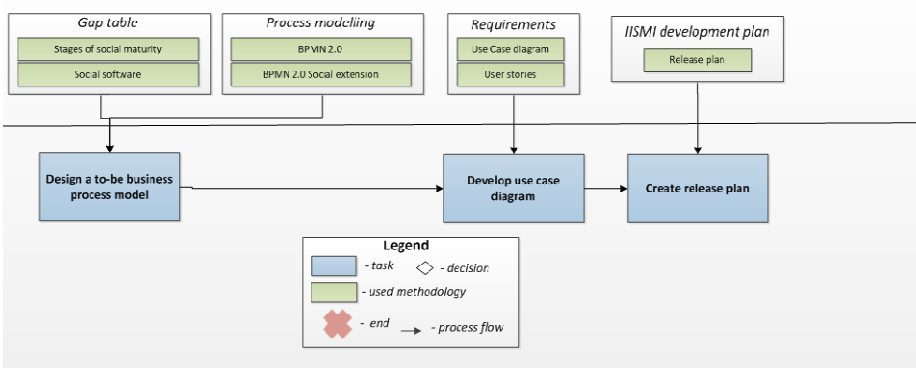 Gap table
Stages of social maturity
Social software
Process modelling
BPMN 2.0
BPMN 2.0 Social extension
Requirements
Use Case diagram
User stories
IISMI development plan
Release plan
Design a to-be business
process model
Develop use case
diagram
Create release plan
Legend
- task
- decision
- used methodology
- end
- process flow